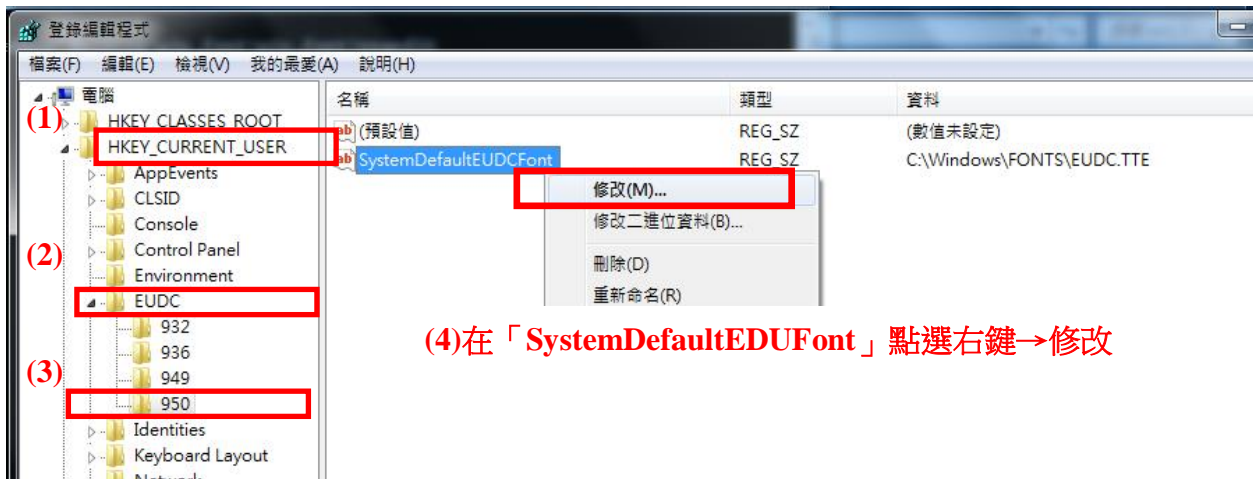 登錄編輯程式
檔案(F) 編輯(E) 檢視(V) 我的最愛(A) 說明(H)
電腦
名稱 類型 資料
(1) HKEY_CLASSES_ROOT
(預設值) REG_SZ (數值未設定)
HKEY_CURRENT_USER
SystemDefaultEUDCFont REG_SZ C:\Windows\FONTS\EUDC.TTE
AppEvents
修改(M)...
CLSID
修改二進位資料(B)...
Console
(2) Control Panel
刪除(D)
Environment
重新命名(R)
EUDC
932
(4)在「SystemDefaultEDUFont」點選右鍵→修改
936
(3) 949
950
Identities
Keyboard Layout
Network